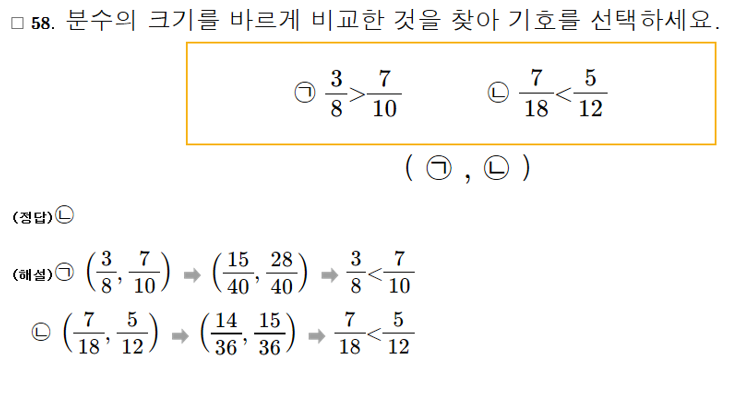 □ 58. 분수의 크기를 바르게 비교한 것을 찾아 기호를 선택하세요.
㉠ 3/8 > 7/10 ㉡ 7/18 < 5/12
( ㉠ , ㉡ )
(정답) ㉡
(해설) ㉠ (3/8, 7/10) ➡ (15/40, 28/40) ➡ 3/8 < 7/10
㉡ (7/18, 5/12) ➡ (14/36, 15/36) ➡ 7/18 < 5/12